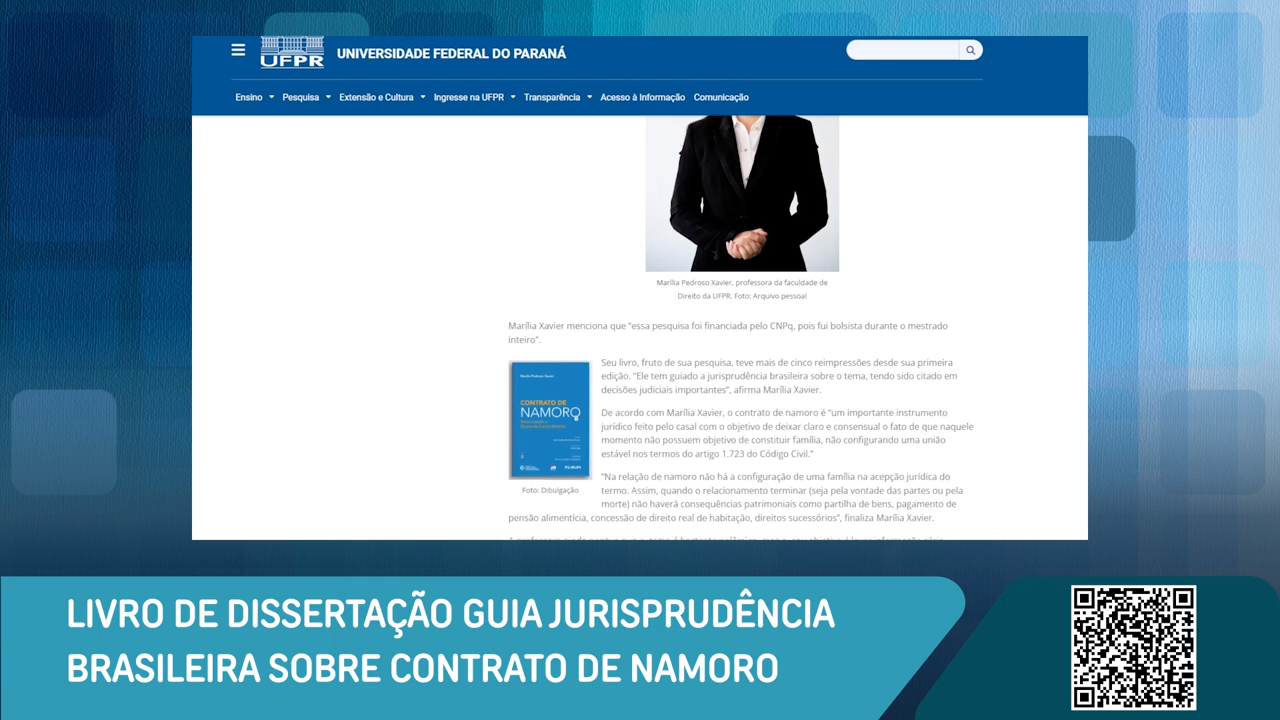 UFPR
UNIVERSIDADE FEDERAL DO PARANÁ
Ensino Pesquisa Extensão e Cultura Ingresse na UFPR Transparência Acesso à Informação Comunicação
Marília Pedroso Xavier, professora da faculdade de
Direito da UFPR, Foto: Arquivo pessoal
Marília Xavier menciona que “essa pesquisa foi financiada pelo CNPq, pois fui bolsista durante o mestrado
inteiro”.
Seu livro, fruto de sua pesquisa, teve mais de cinco reimpressões desde sua primeira
edição. “Ele tem guiado a jurisprudência brasileira sobre o tema, tendo sido citado em
decisões judiciais importantes”, afirma Marília Xavier.
Marília Pedroso Xavier
CONTRATO DE
NAMORO
Foto: Dibulgação
De acordo com Marília Xavier, o contrato de namoro é “um importante instrumento
jurídico feito pelo casal com o objetivo de deixar claro e consensual o fato de que naquele
momento não possuem objetivo de constituir família, não configurando uma união
estável nos termos do artigo 1.723 do Código Civil.”
“Na relação de namoro não há a configuração de uma família na acepção jurídica do
termo. Assim, quando o relacionamento terminar (seja pela vontade das partes ou pela
morte) não haverá consequências patrimoniais como partilha de bens, pagamento de
pensão alimentícia, concessão de direito real de habitação, direitos sucessórios”, finaliza Marília Xavier.
LIVRO DE DISSERTAÇÃO GUIA JURISPRUDÊNCIA
BRASILEIRA SOBRE CONTRATO DE NAMORO